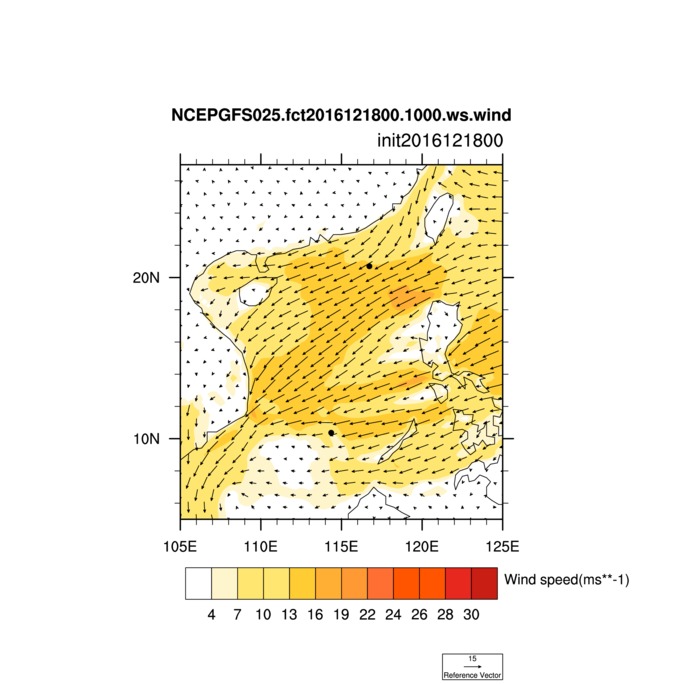 NCEPGFS025.fct2016121800.1000.ws.wind
init2016121800
20N
10N
105E 110E 115E 120E 125E
Wind speed(ms**-1)
4 7 10 13 16 19 22 24 26 28 30
15
Reference Vector